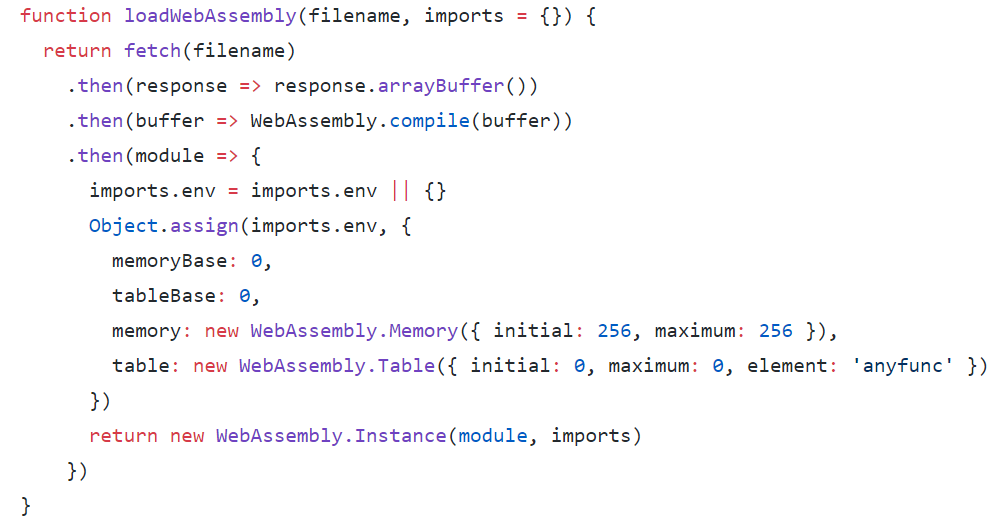 function loadWebAssembly(filename, imports = {}) {
  return fetch(filename)
    .then(response => response.arrayBuffer())
    .then(buffer => WebAssembly.compile(buffer))
    .then(module => {
      imports.env = imports.env || {}
      Object.assign(imports.env, {
        memoryBase: 0,
        tableBase: 0,
        memory: new WebAssembly.Memory({ initial: 256, maximum: 256 }),
        table: new WebAssembly.Table({ initial: 0, maximum: 0, element: 'anyfunc' })
      })
      return new WebAssembly.Instance(module, imports)
    })
}